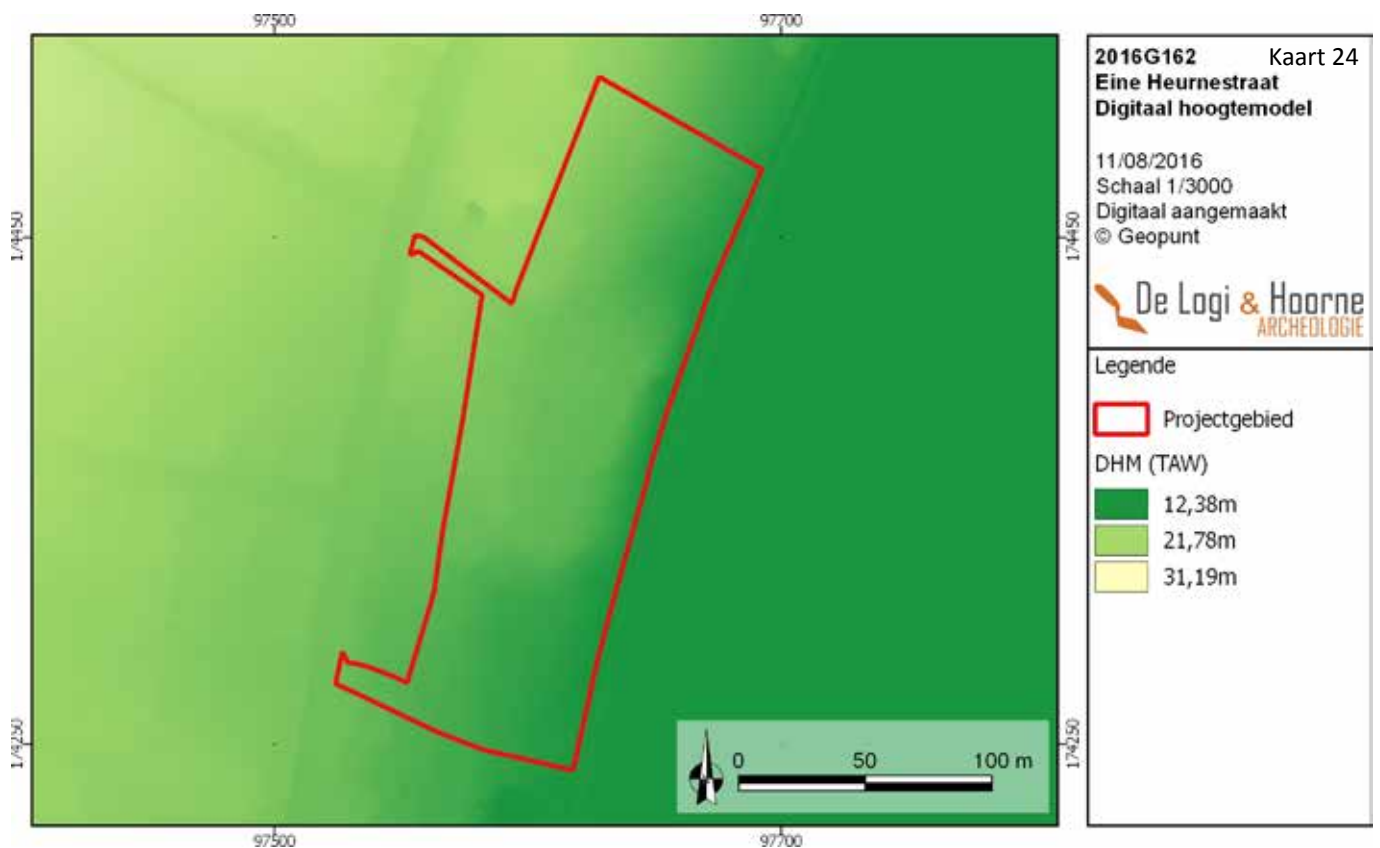 97500 97700
174450 174450
174250 174250
97500 97700
0 50 100 m
2016G162 Kaart 24
Eine Heurnestraat
Digitaal hoogtemodel
11/08/2016
Schaal 1/3000
Digitaal aangemaakt
© Geopunt
De Logi & Hoorne
ARCHEOLOGIE
Legende
Projectgebied
DHM (TAW)
12,38m
21,78m
31,19m